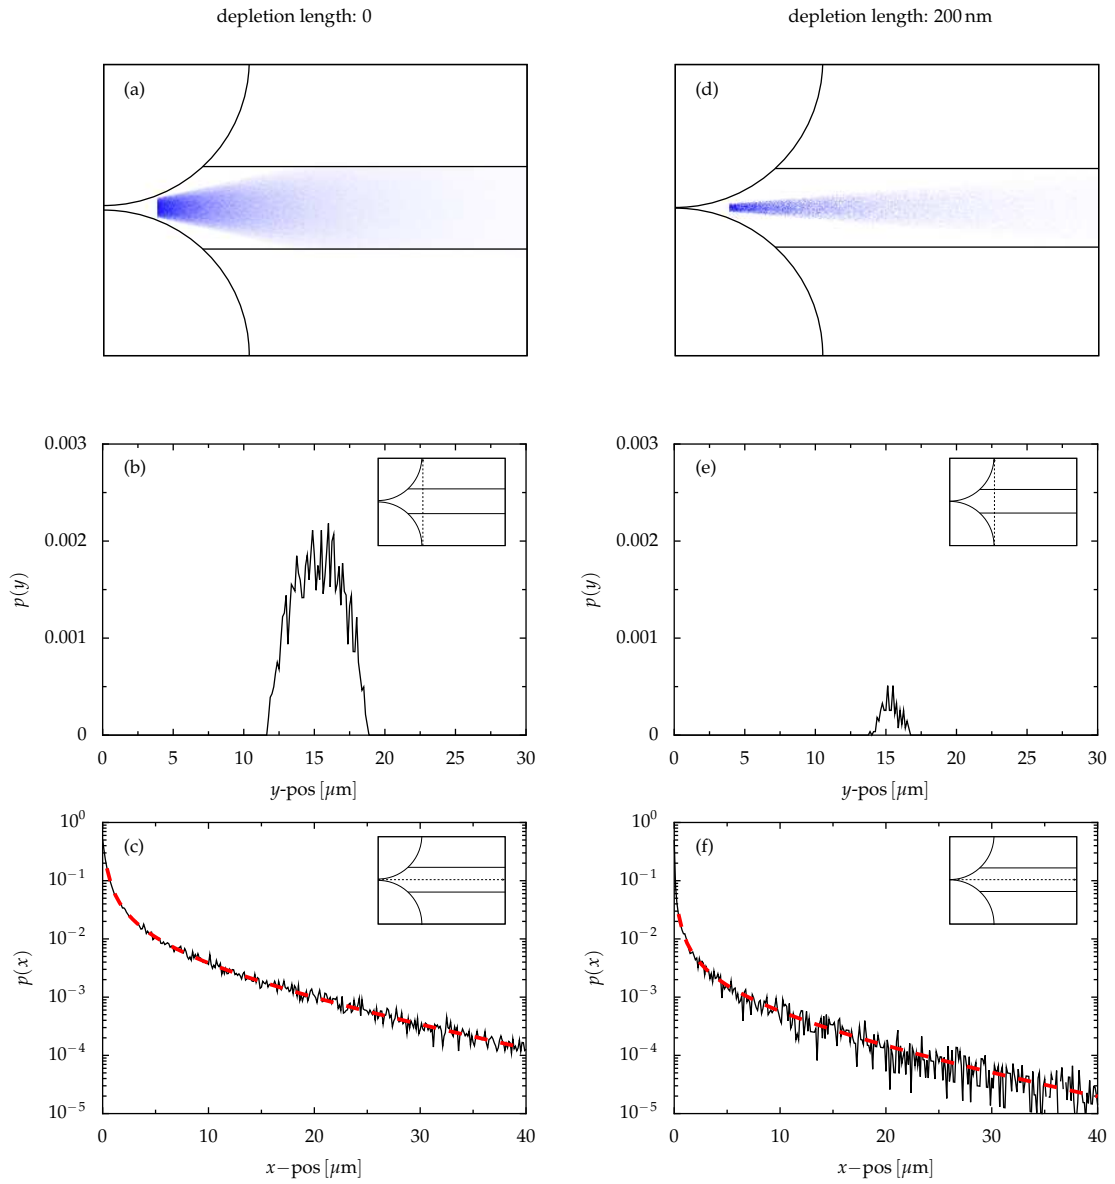 depletion length: 0
depletion length: 200 nm
(a)
(d)
(b)
0.003
0.002
0.001
0
p(y)
0 5 10 15 20 25 30
y-pos [μm]
(e)
0.003
0.002
0.001
0
p(y)
0 5 10 15 20 25 30
y-pos [μm]
(c)
10⁰
10⁻¹
10⁻²
10⁻³
10⁻⁴
10⁻⁵
p(x)
0 10 20 30 40
x−pos [μm]
(f)
10⁰
10⁻¹
10⁻²
10⁻³
10⁻⁴
10⁻⁵
p(x)
0 10 20 30 40
x−pos [μm]